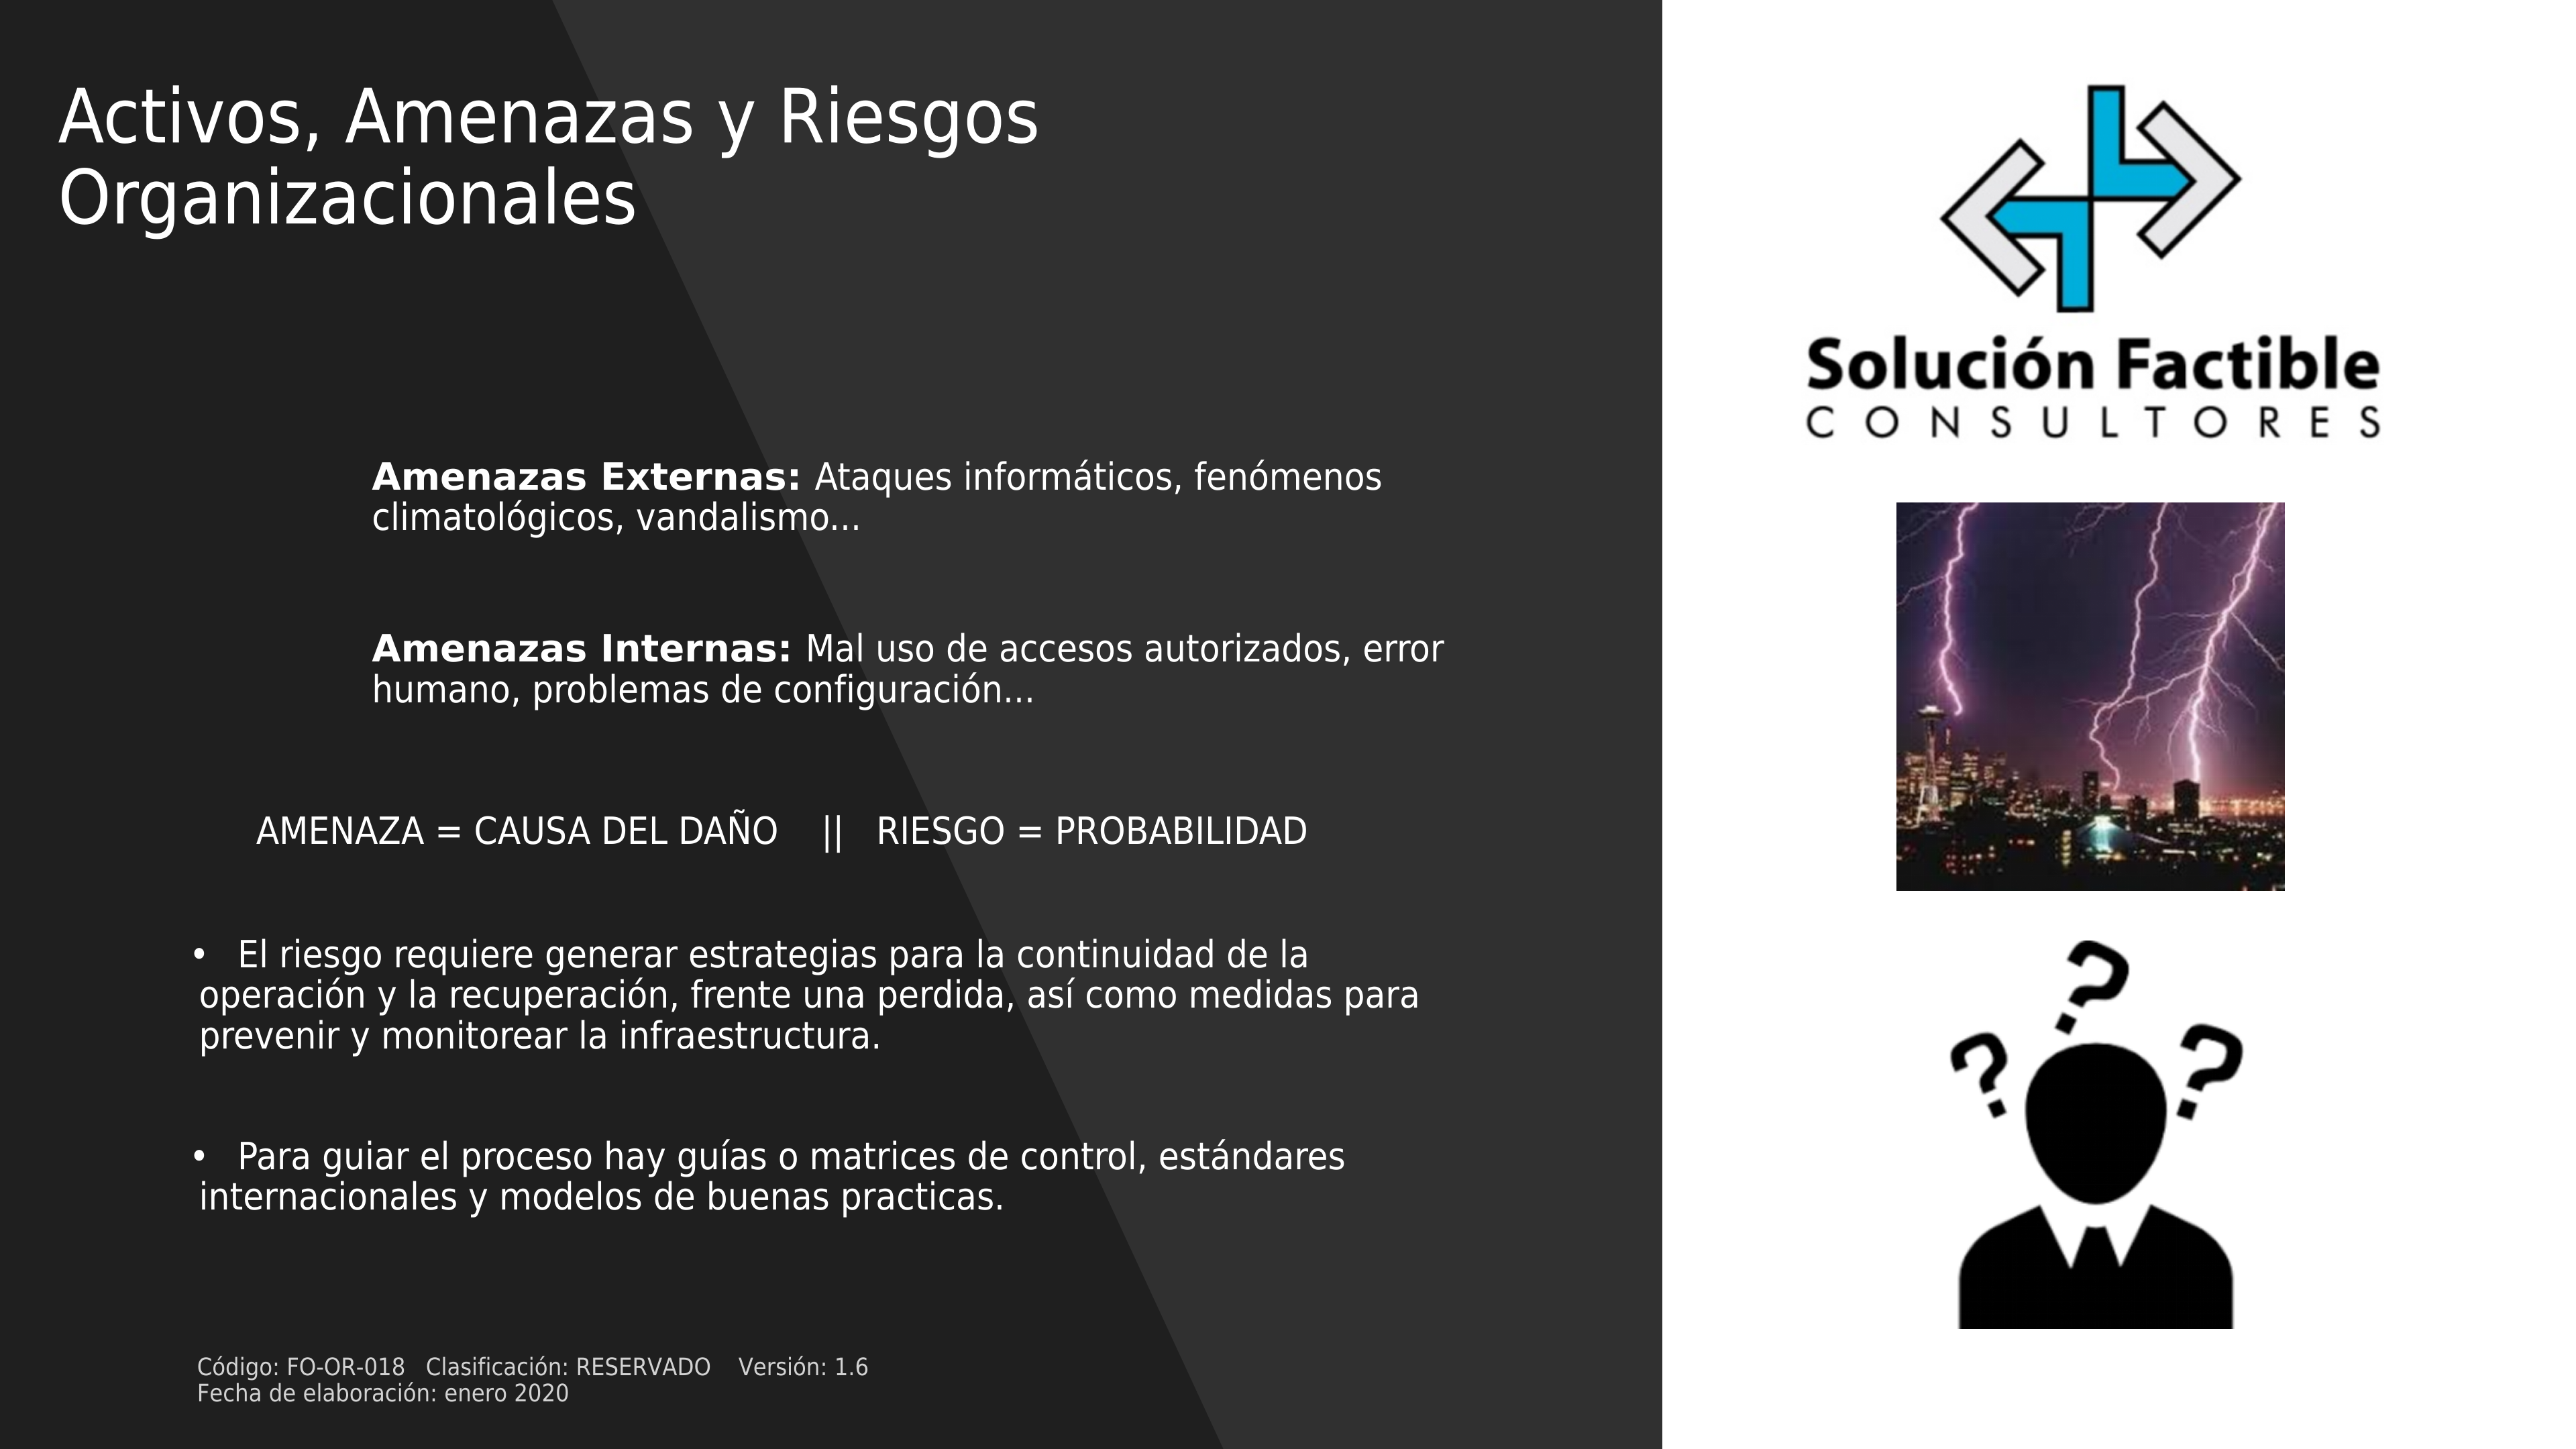 Activos, Amenazas y Riesgos
Organizacionales
Amenazas Externas: Ataques informáticos, fenómenos
climatológicos, vandalismo...
Amenazas Internas: Mal uso de accesos autorizados, error
humano, problemas de configuración...
AMENAZA = CAUSA DEL DAÑO || RIESGO = PROBABILIDAD
• El riesgo requiere generar estrategias para la continuidad de la
operación y la recuperación, frente una perdida, así como medidas para
prevenir y monitorear la infraestructura.
• Para guiar el proceso hay guías o matrices de control, estándares
internacionales y modelos de buenas practicas.
Código: FO-OR-018 Clasificación: RESERVADO Versión: 1.6
Fecha de elaboración: enero 2020
Solución Factible
CONSULTORES
? ? ?